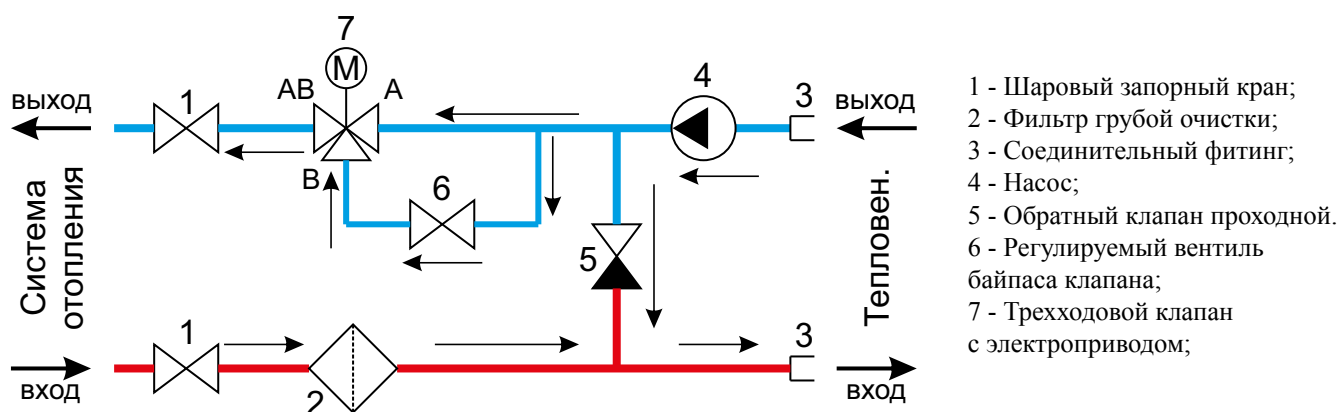 7
M
AB
A
1
4
3
выход
выход
B
6
5
Система
отопления
Тепловен.
1
2
3
вход
вход
1 - Шаровый запорный кран;
2 - Фильтр грубой очистки;
3 - Соединительный фитинг;
4 - Насос;
5 - Обратный клапан проходной.
6 - Регулируемый вентиль
байпаса клапана;
7 - Трехходовой клапан
с электроприводом;